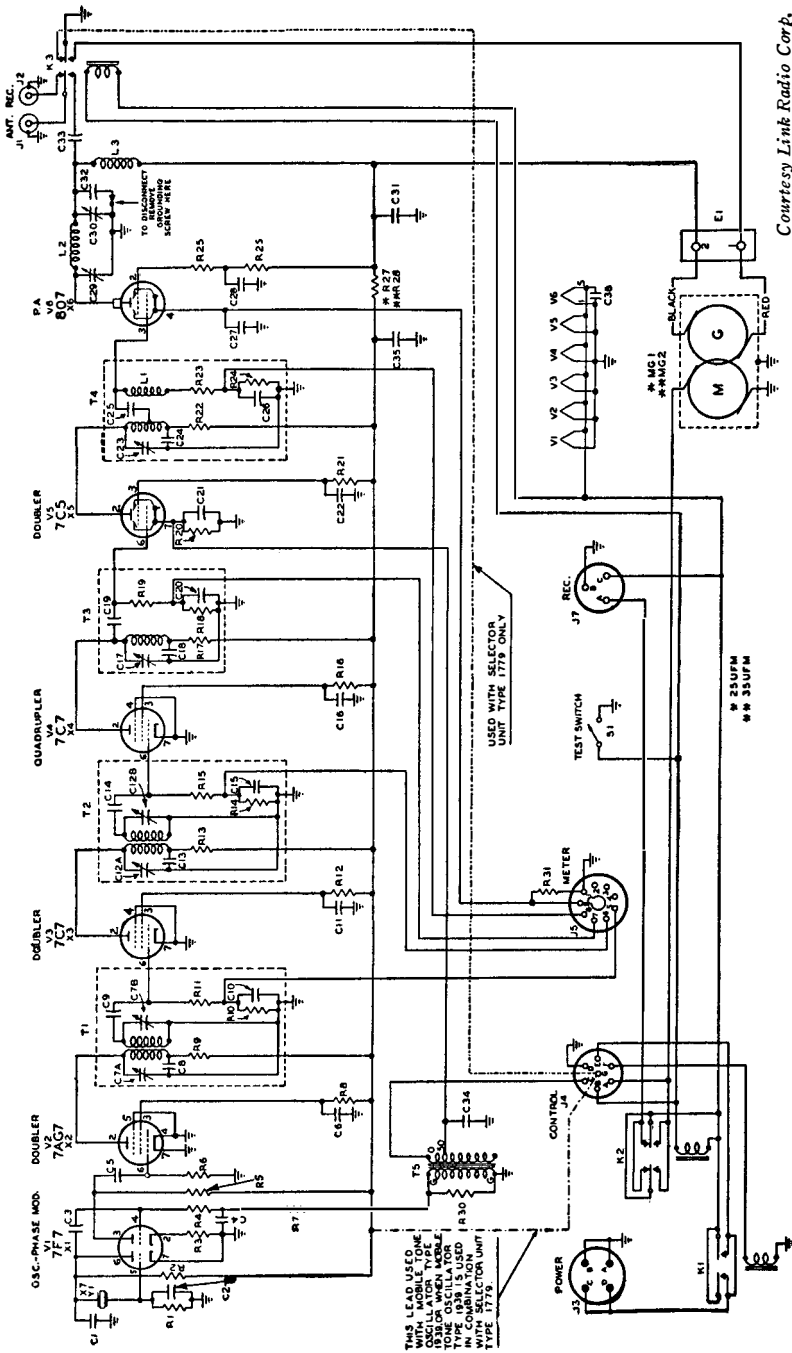 OSC.-PHASE MOD.
V1
7F7
X1
DOUBLER
V2
7AG7
X2
DOUBLER
V3
7C7
X3
QUADRUPLER
V4
7C7
X4
DOUBLER
V5
7C5
X5
P.A
V6
807
X6
ANT. REC.
J1
J2
K3
C33
L3
C32
TO DISCONNECT
REMOVE
GROUNDING
SCREW HERE
C30
L2
C29
T1
C9
C7B
C7A
C8
R9
R11
R10
C10
T2
C14
C12B
C12A
C13
R13
R15
R14
C15
T3
C19
R19
C17
C18
R17
R18
C20
T4
C25
L1
C23
C24
R22
R23
R24
C26
C1
Y1
R1
C3
R3
R4
R5
R6
C5
C6
R8
R7
C11
R12
C16
R16
R20
C21
C22
R21
C27
C28
R25
R25
C35
* R27
** R28
C31
T5
G
G
O
50
R30
C34
THIS LEAD USED
WITH MOBILE TONE
OSCILLATOR TYPE
1939, OR WHEN MOBILE
TONE OSCILLATOR
TYPE 1939 IS USED
IN COMBINATION
WITH SELECTOR UNIT
TYPE 1779.
USED WITH SELECTOR
UNIT TYPE 1779 ONLY
METER
J5
R31
CONTROL
J4
POWER
J3
K1
K2
TEST SWITCH
S1
REC.
J7
A
B
C
V1
V2
V3
V4
V5
V6
C38
* MG1
** MG2
M
G
BLACK
RED
E1
2
1
* 25UFM
** 35UFM
Courtesy Link Radio Corp.